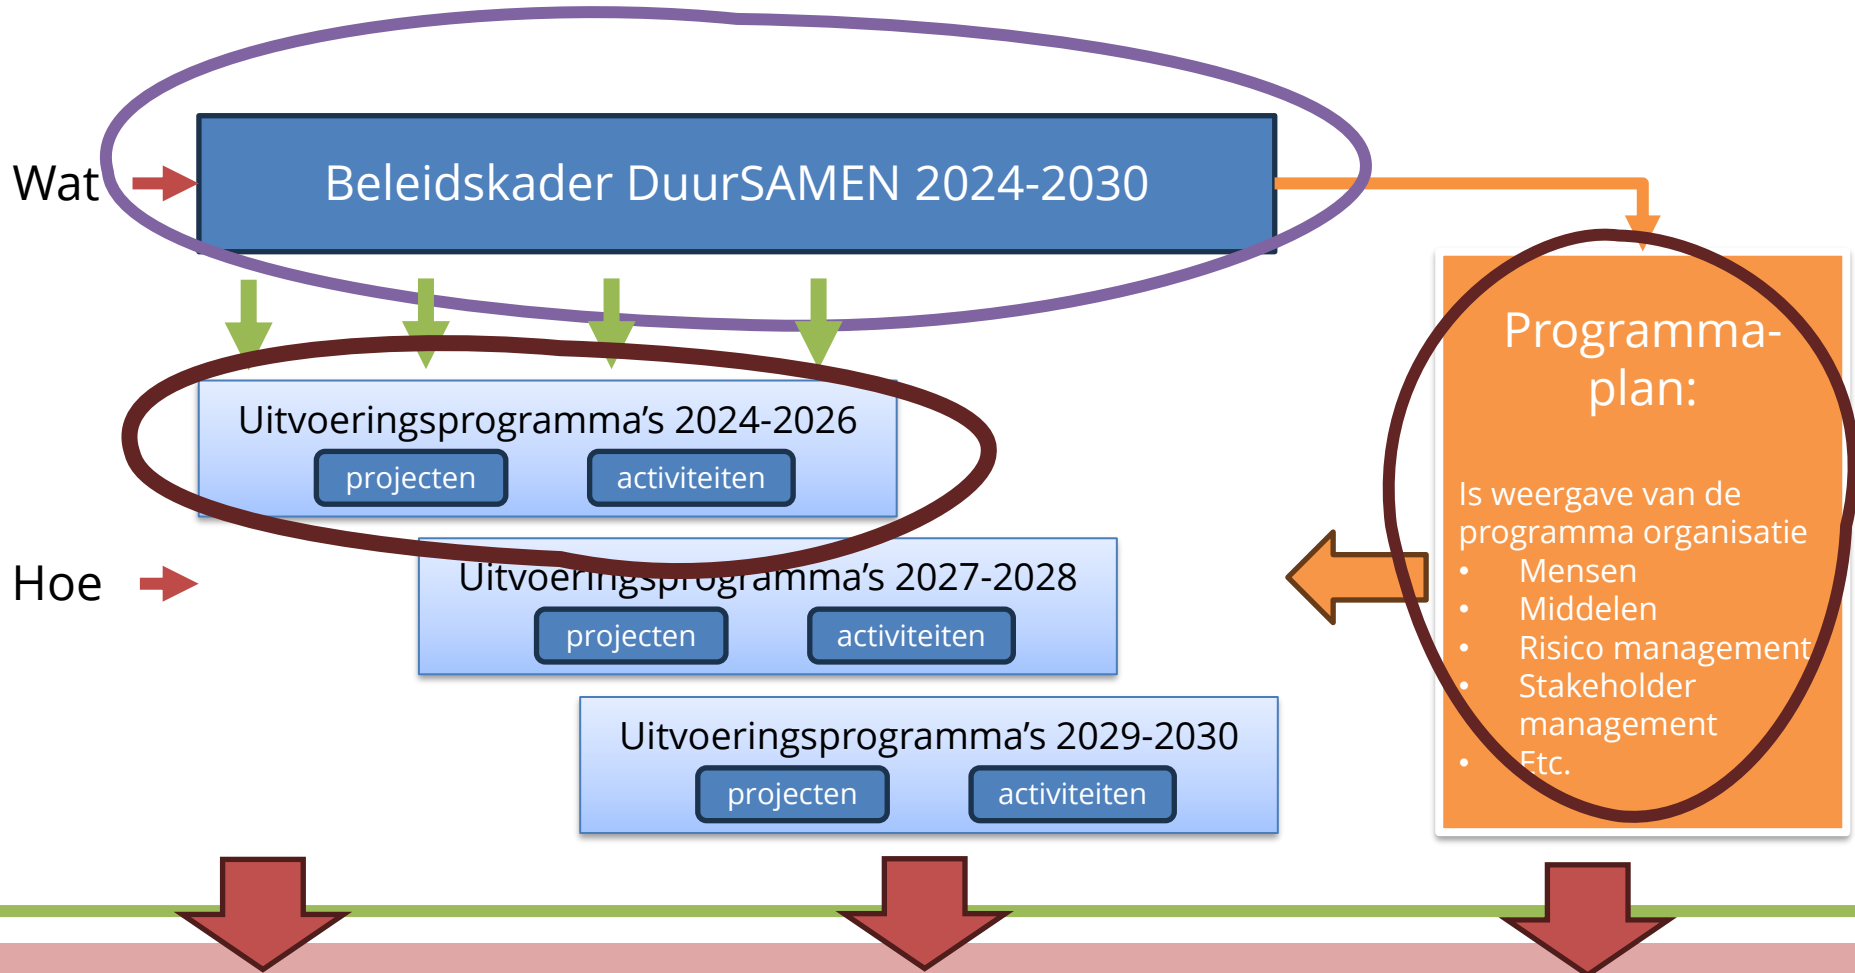 Wat
Beleidskader DuurSAMEN 2024-2030
Uitvoeringsprogramma’s 2024-2026
projecten
activiteiten
Hoe
Uitvoeringsprogramma’s 2027-2028
projecten
activiteiten
Uitvoeringsprogramma’s 2029-2030
projecten
activiteiten
Programma-
plan:
Is weergave van de
programma organisatie
• Mensen
• Middelen
• Risico management
• Stakeholder
management
• Etc.